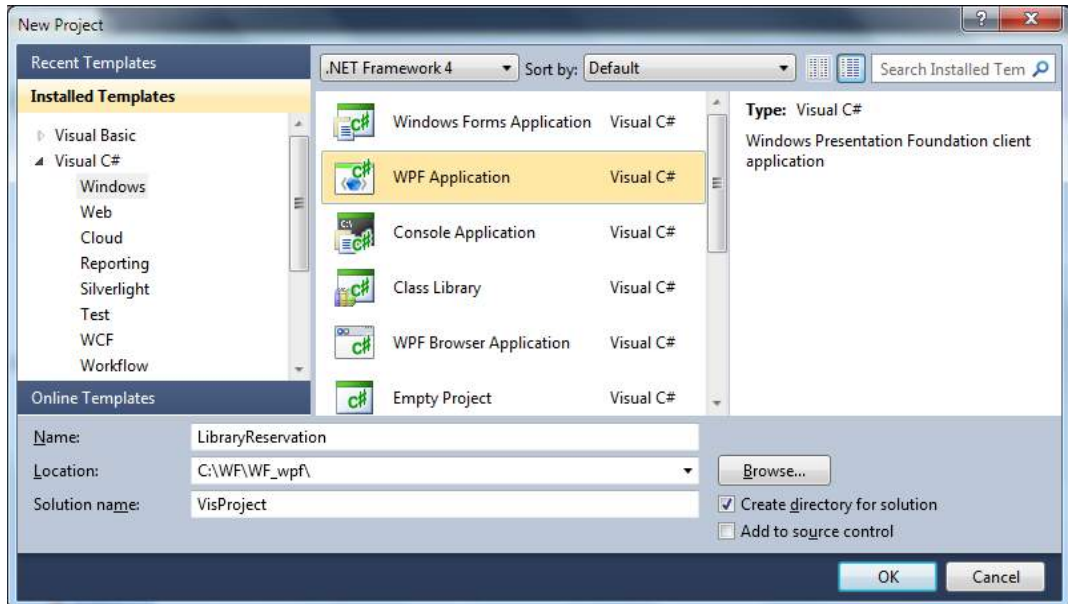 New Project
Recent Templates
.NET Framework 4 Sort by: Default Search Installed Tem
Installed Templates
Visual Basic
Visual C#
Windows
Web
Cloud
Reporting
Silverlight
Test
WCF
Workflow
Online Templates
Windows Forms Application Visual C#
WPF Application Visual C#
Console Application Visual C#
Class Library Visual C#
WPF Browser Application Visual C#
Empty Project Visual C#
Type: Visual C#
Windows Presentation Foundation client
application
Name: LibraryReservation
Location: C:\WF\WF_wpf\ Browse...
Solution name: VisProject
Create directory for solution
Add to source control
OK Cancel